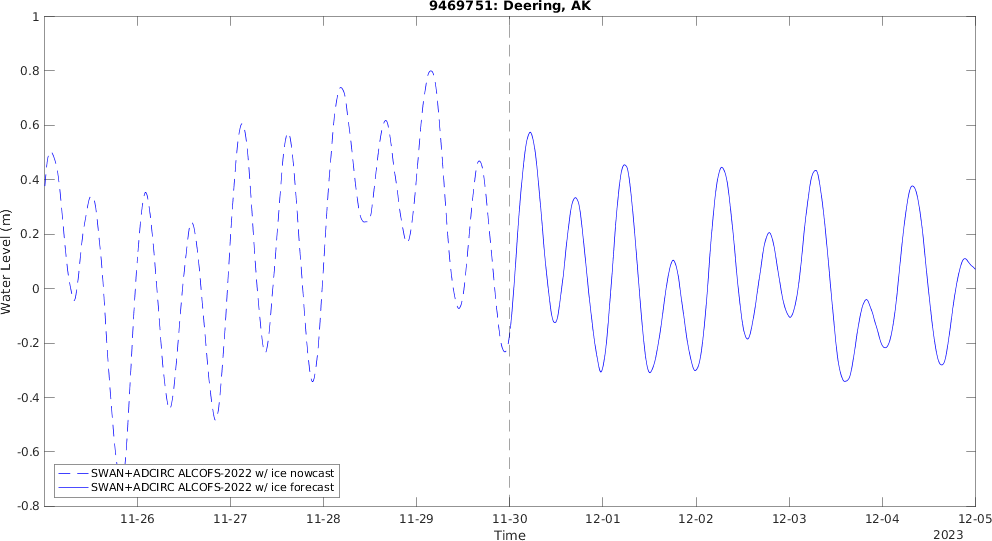 9469751: Deering, AK
1
0.8
0.6
0.4
0.2
0
-0.2
-0.4
-0.6
-0.8
Water Level (m)
SWAN+ADCIRC ALCOFS-2022 w/ ice nowcast
SWAN+ADCIRC ALCOFS-2022 w/ ice forecast
11-26 11-27 11-28 11-29 11-30 12-01 12-02 12-03 12-04 12-05
Time
2023